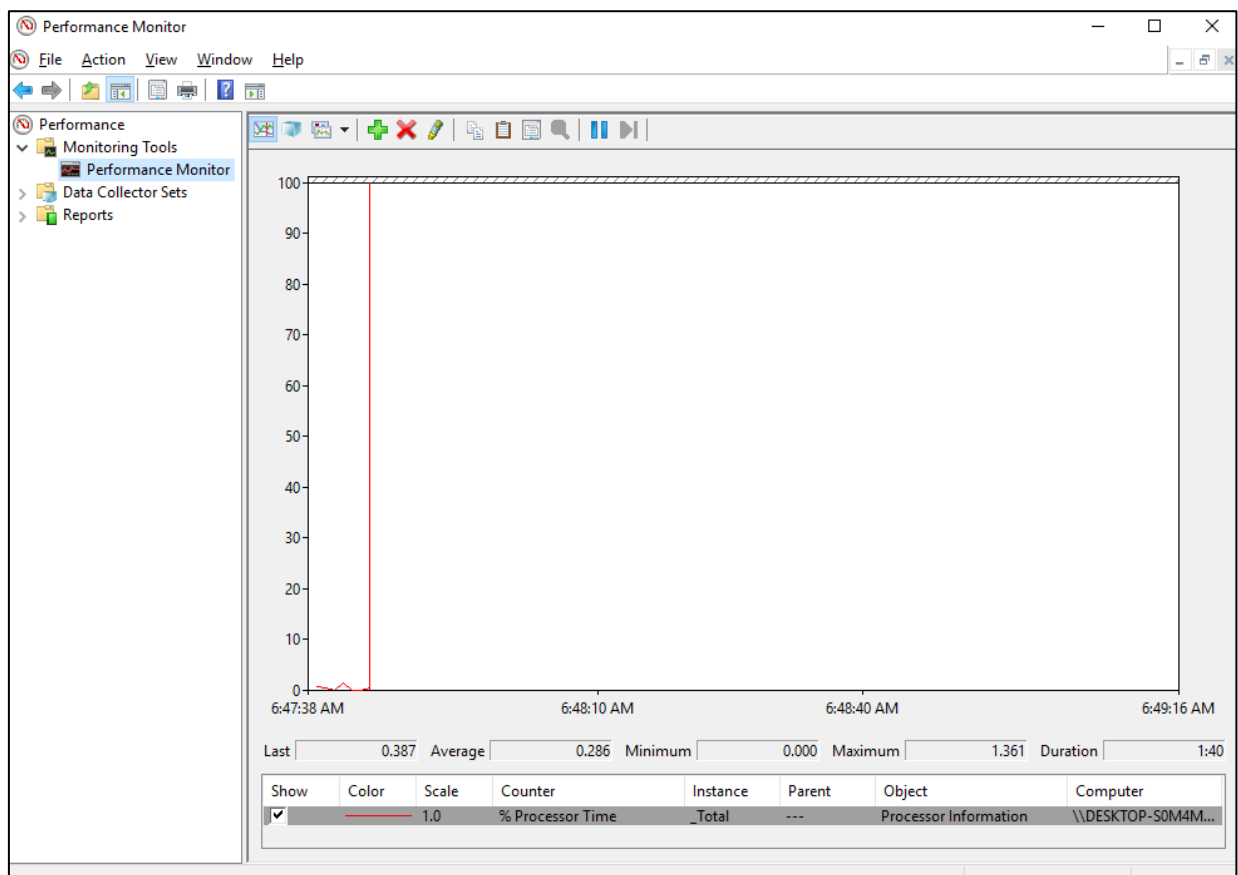 Performance Monitor
File Action View Window Help
Performance
Monitoring Tools
Performance Monitor
Data Collector Sets
Reports
100
90
80
70
60
50
40
30
20
10
0
6:47:38 AM 6:48:10 AM 6:48:40 AM 6:49:16 AM
Last 0.387 Average 0.286 Minimum 0.000 Maximum 1.361 Duration 1:40
Show Color Scale Counter Instance Parent Object Computer
1.0 % Processor Time _Total --- Processor Information \\DESKTOP-S0M4M...